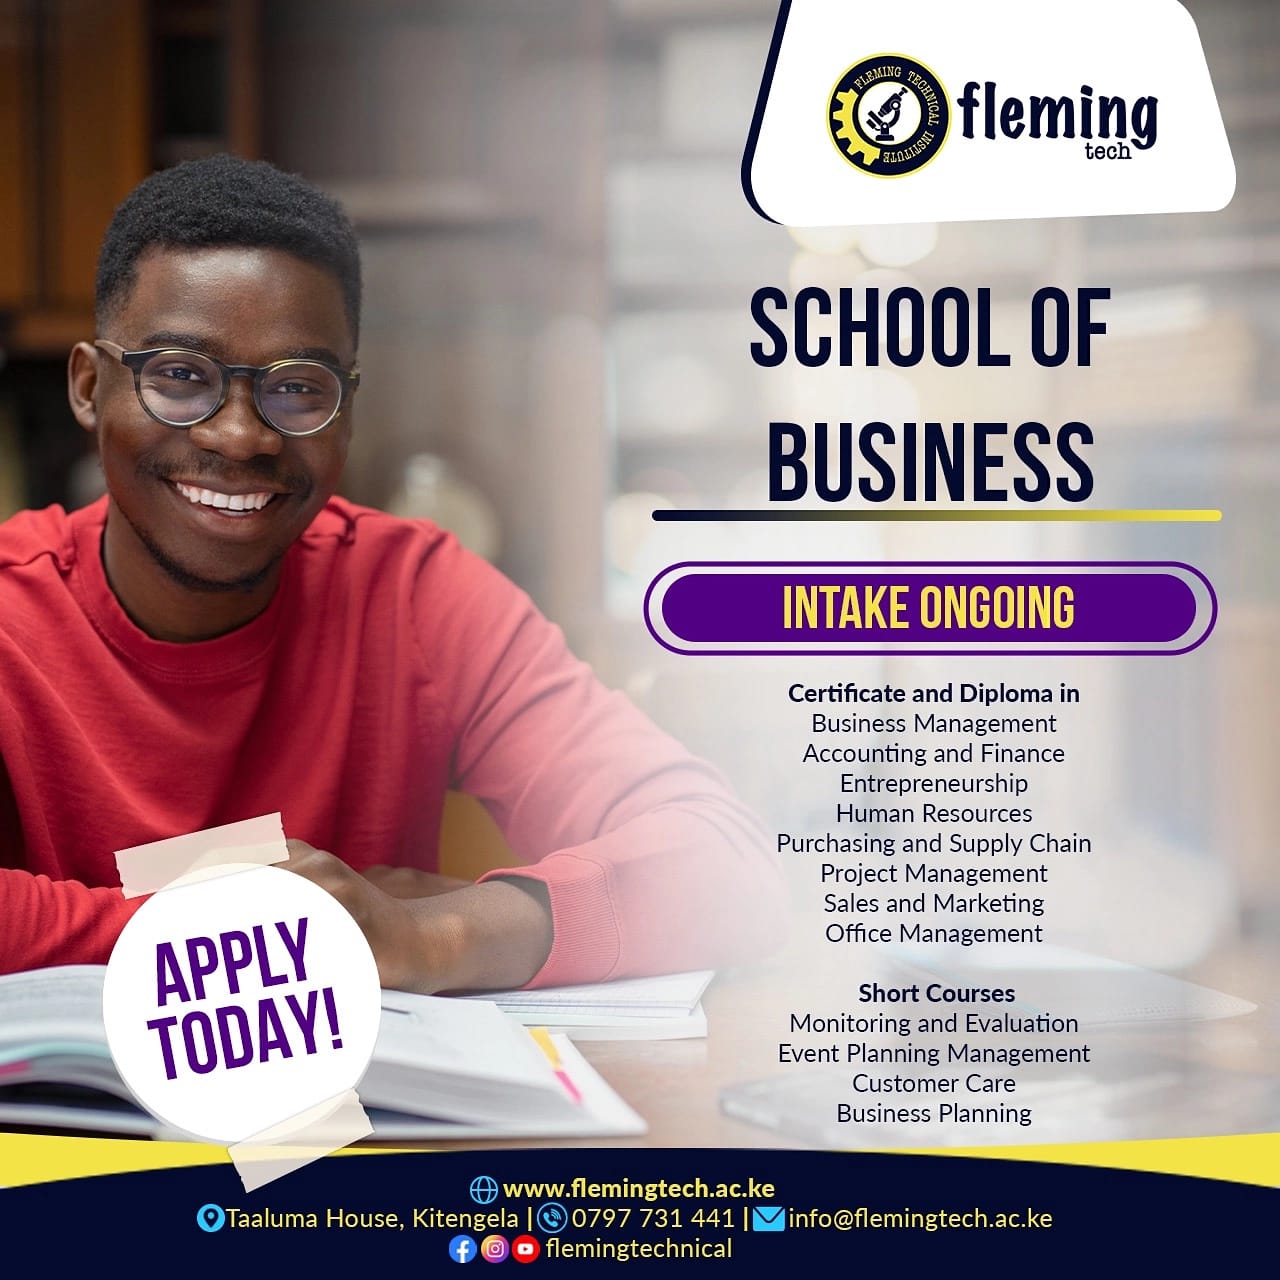 FLEMING TECHNICAL INSTITUTE
fleming
tech
SCHOOL OF
BUSINESS
INTAKE ONGOING
Certificate and Diploma in
Business Management
Accounting and Finance
Entrepreneurship
Human Resources
Purchasing and Supply Chain
Project Management
Sales and Marketing
Office Management
Short Courses
Monitoring and Evaluation
Event Planning Management
Customer Care
Business Planning
APPLY
TODAY!
www.flemingtech.ac.ke
Taaluma House, Kitengela | 0797 731 441 | info@flemingtech.ac.ke
flemingtechnical